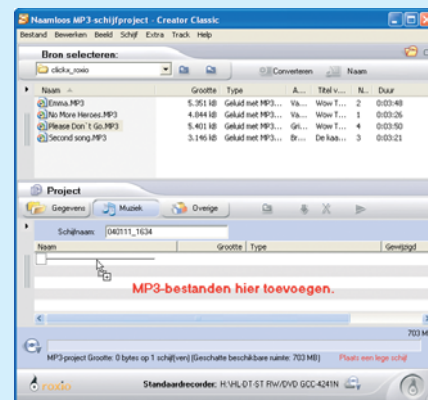 Naamloos MP3-schijfproject - Creator Classic
Bestand Bewerken Beeld Schijf Extra Track Help
Bron selecteren:
clickx_roxio Converteren Naam
Naam Grootte Type A... Titel v... N... Duur
Emma.MP3 5.351 kB Geluid met MP3... Va... Wow T... 2 0:03:48
No More Heroes.MP3 4.844 kB Geluid met MP3... Va... Wow T... 1 0:03:26
Please Don´t Go.MP3 5.401 kB Geluid met MP3... Gri... Wow T... 4 0:03:50
Second song.MP3 3.146 kB Geluid met MP3... Br... De kaa... 3 0:03:21
Project
Gegevens Muziek Overige
Schijfnaam: 040111_1634
Naam Grootte Type Gewijzigd
MP3-bestanden hier toevoegen.
703 M
MP3-project Grootte: 0 bytes op 1 schijf(ven) (Geschatte beschikbare ruimte: 703 MB) Plaats een lege schijf
roxio Standaardrecorder: H:\HL-DT-ST RW/DVD GCC-4241N